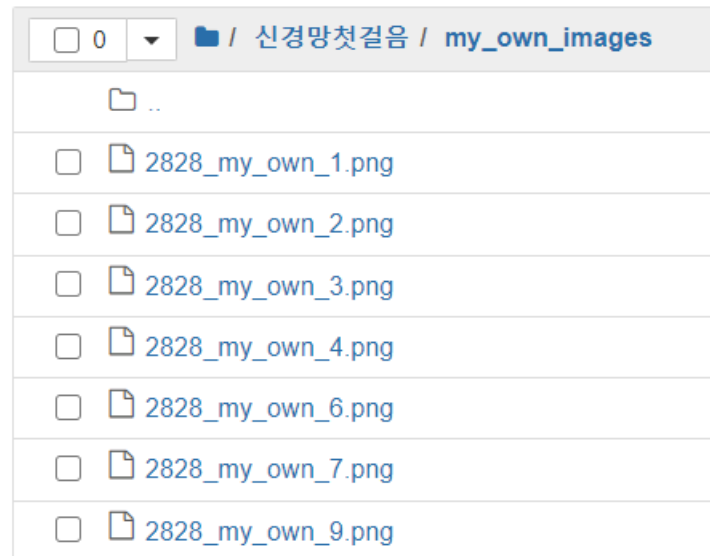 0 / 신경망첫걸음 / my_own_images
..
2828_my_own_1.png
2828_my_own_2.png
2828_my_own_3.png
2828_my_own_4.png
2828_my_own_6.png
2828_my_own_7.png
2828_my_own_9.png